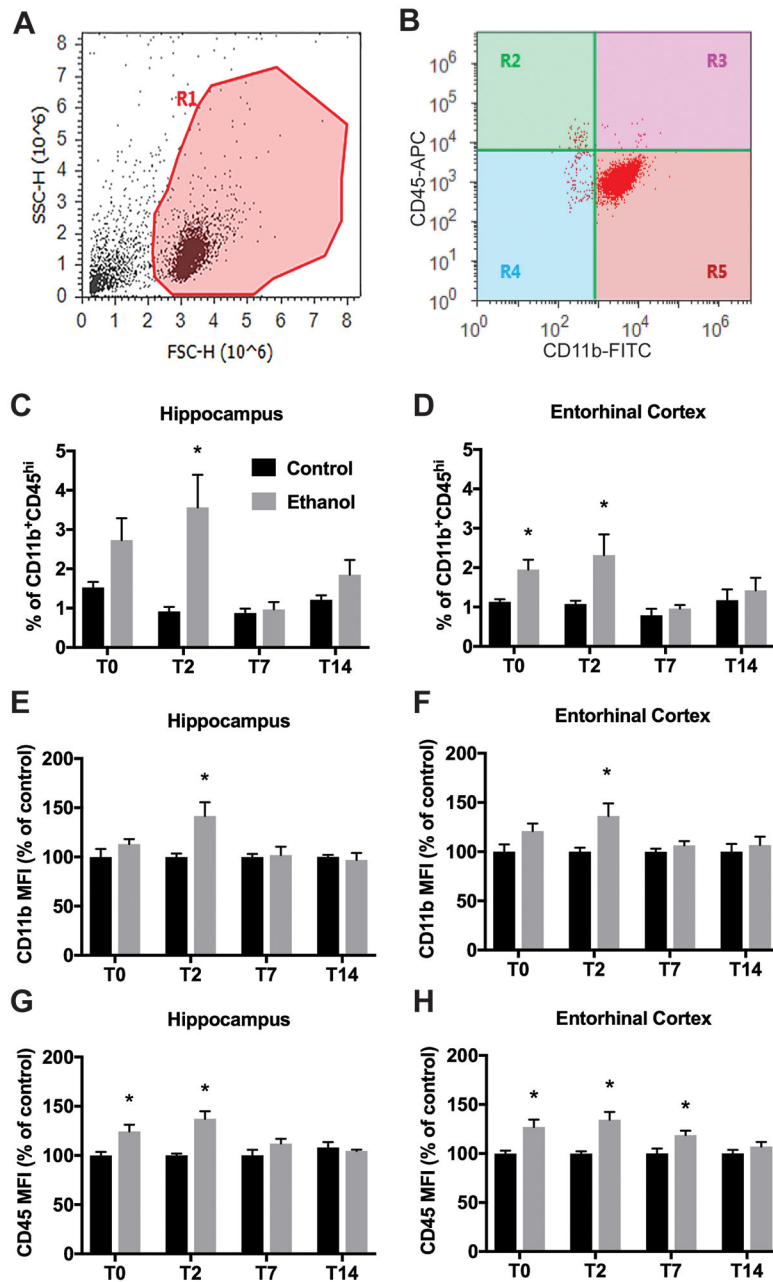 A
SSC-H (10^6)
8
7
6
5
4
3
2
1
0
R1
0 1 2 3 4 5 6 7 8
FSC-H (10^6)
B
CD45-APC
10^6
10^5
10^4
10^3
10^2
10^1
10^0
R2
R3
R4
R5
10^0 10^2 10^4 10^6
CD11b-FITC
C
Hippocampus
% of CD11b+CD45hi
5
4
3
2
1
0
*
Control
Ethanol
T0 T2 T7 T14
D
Entorhinal Cortex
% of CD11b+CD45hi
5
4
3
2
1
0
* *
T0 T2 T7 T14
E
Hippocampus
CD11b MFI (% of control)
200
150
100
50
0
*
T0 T2 T7 T14
F
Entorhinal Cortex
CD11b MFI (% of control)
200
150
100
50
0
*
T0 T2 T7 T14
G
Hippocampus
CD45 MFI (% of control)
200
150
100
50
0
* *
T0 T2 T7 T14
H
Entorhinal Cortex
CD45 MFI (% of control)
200
150
100
50
0
* * *
T0 T2 T7 T14